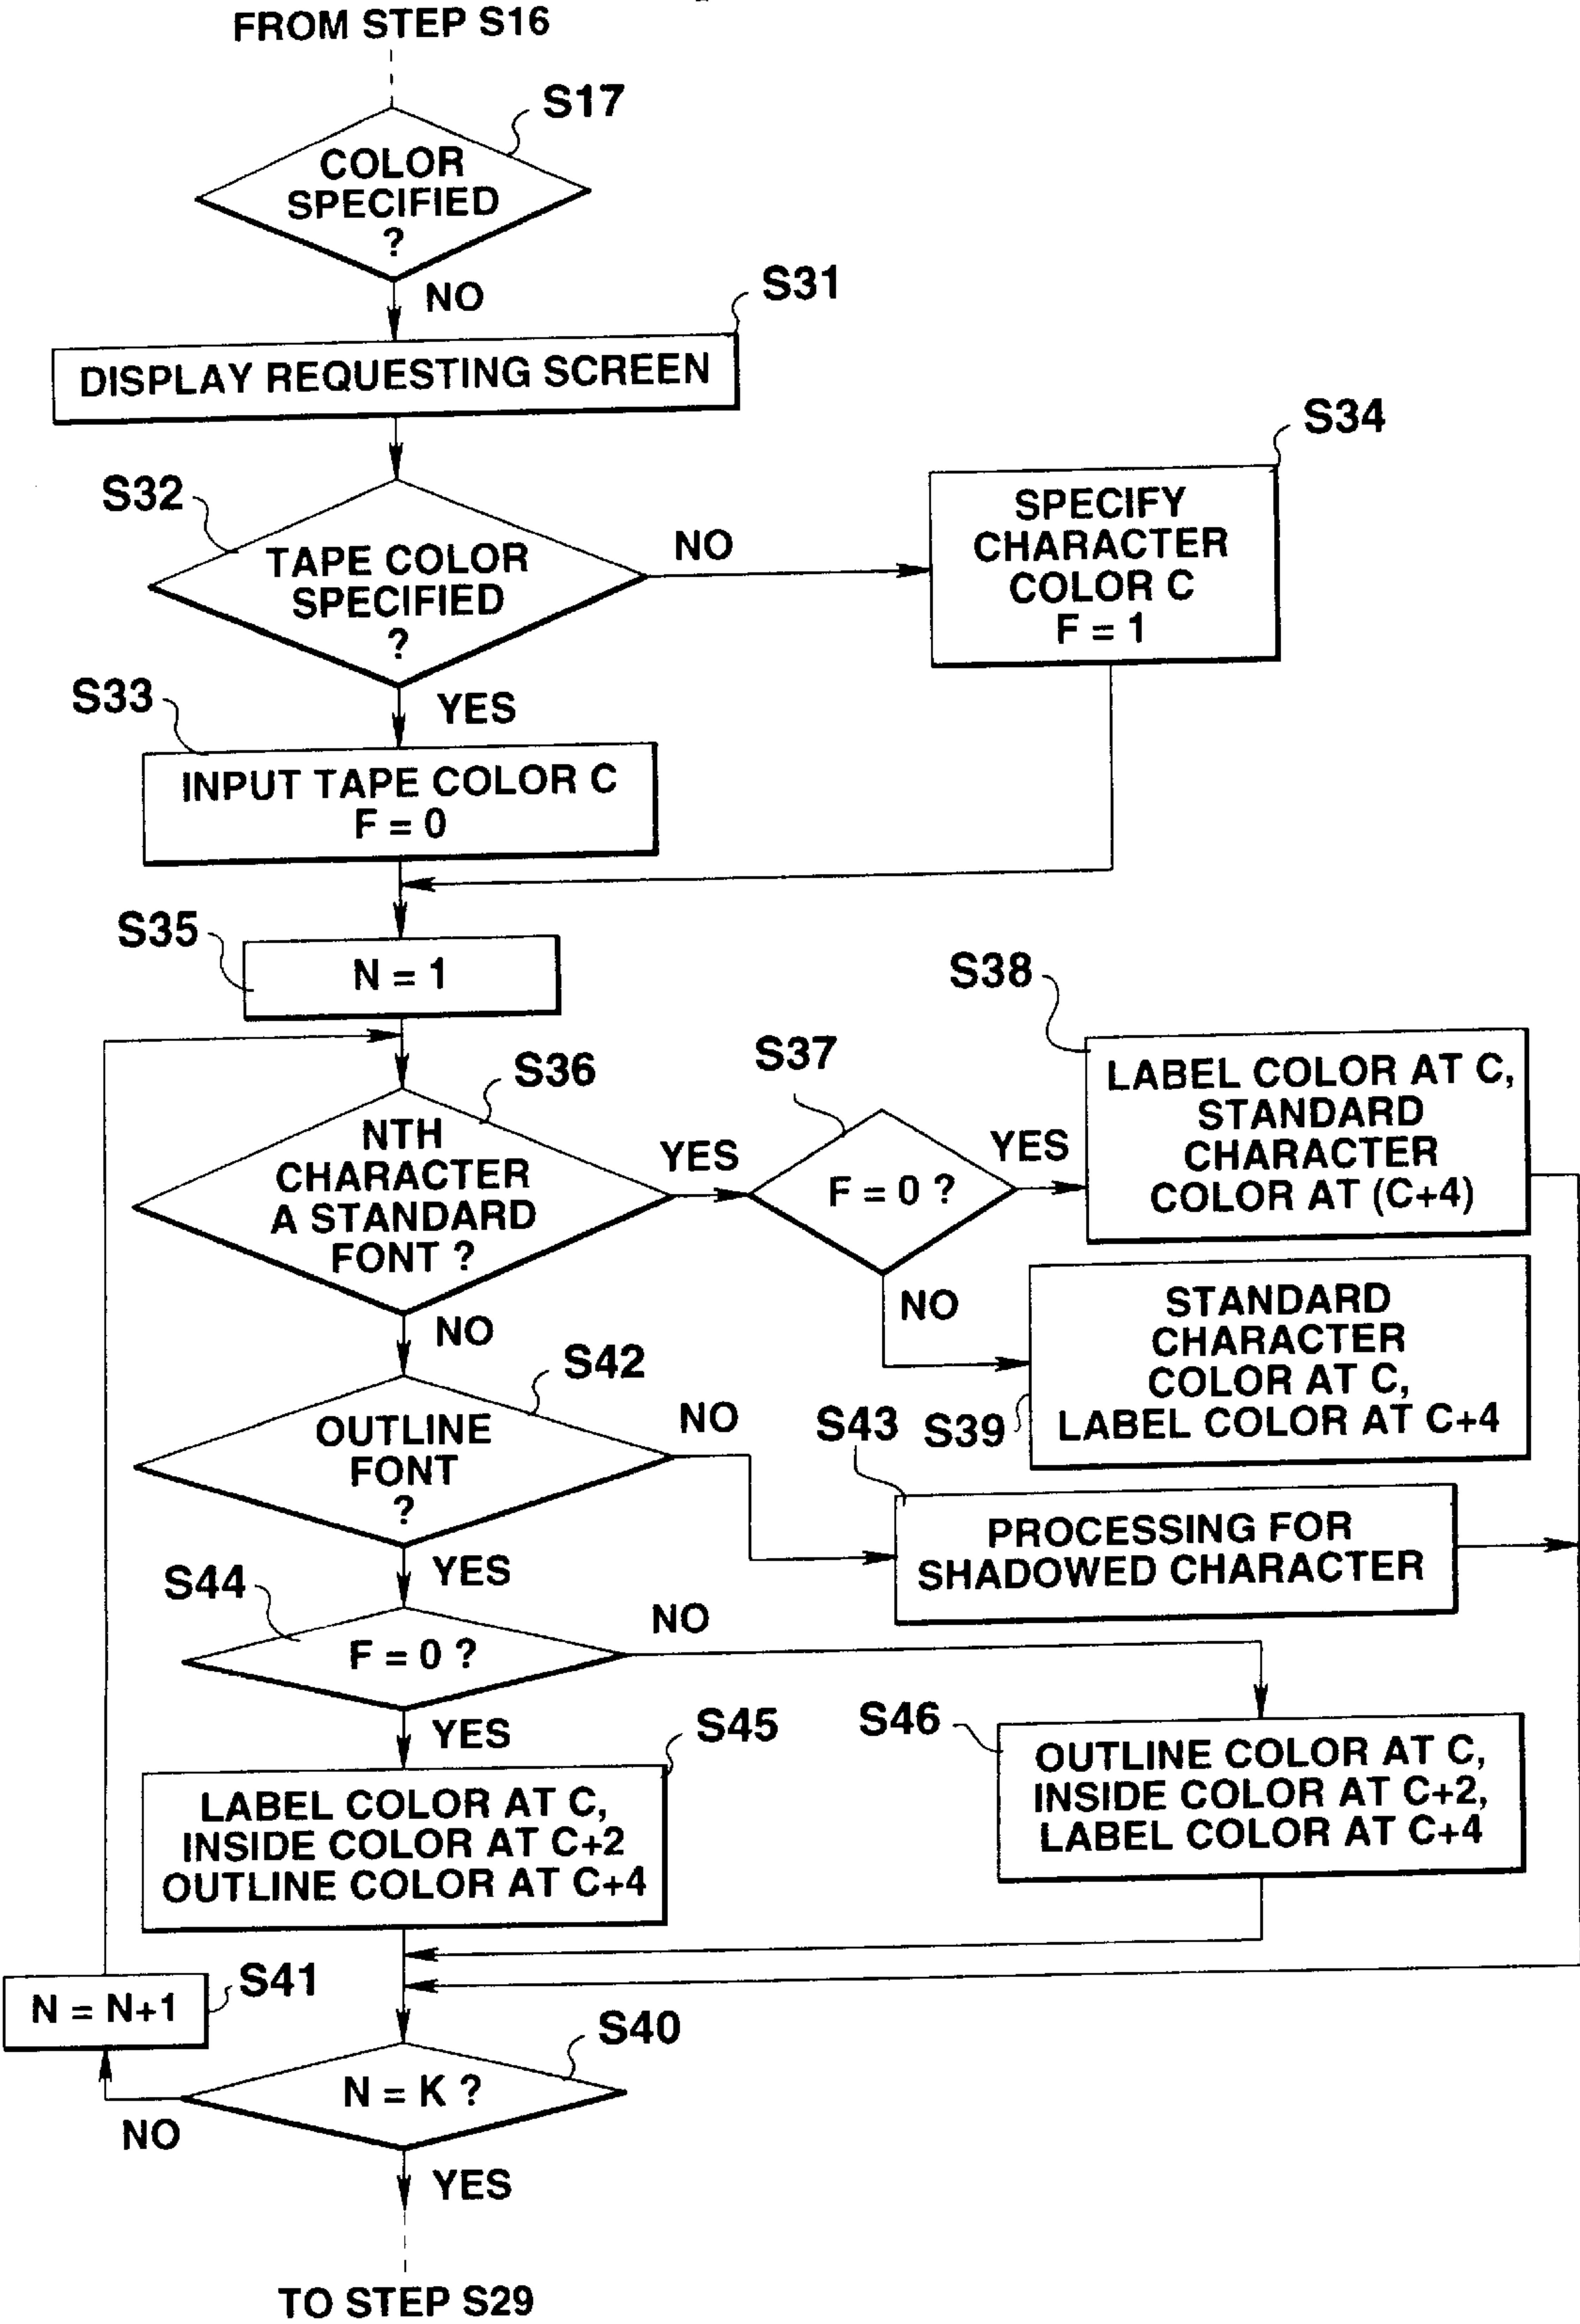 FROM STEP S16
S17
COLOR
SPECIFIED
?
NO
S31
DISPLAY REQUESTING SCREEN
S34
S32
SPECIFY
CHARACTER
COLOR C
F = 1
TAPE COLOR
SPECIFIED
?
NO
S33
YES
INPUT TAPE COLOR C
F = 0
S35
N = 1
S38
S37
S36
LABEL COLOR AT C,
STANDARD
CHARACTER
COLOR AT (C+4)
NTH
CHARACTER
A STANDARD
FONT ?
YES
F = 0 ?
YES
NO
NO
STANDARD
CHARACTER
COLOR AT C,
LABEL COLOR AT C+4
S39
S42
OUTLINE
FONT
?
NO
S43
PROCESSING FOR
SHADOWED CHARACTER
YES
S44
F = 0 ?
NO
YES
S45
S46
LABEL COLOR AT C,
INSIDE COLOR AT C+2
OUTLINE COLOR AT C+4
OUTLINE COLOR AT C,
INSIDE COLOR AT C+2,
LABEL COLOR AT C+4
S41
N = N+1
S40
N = K ?
NO
YES
TO STEP S29